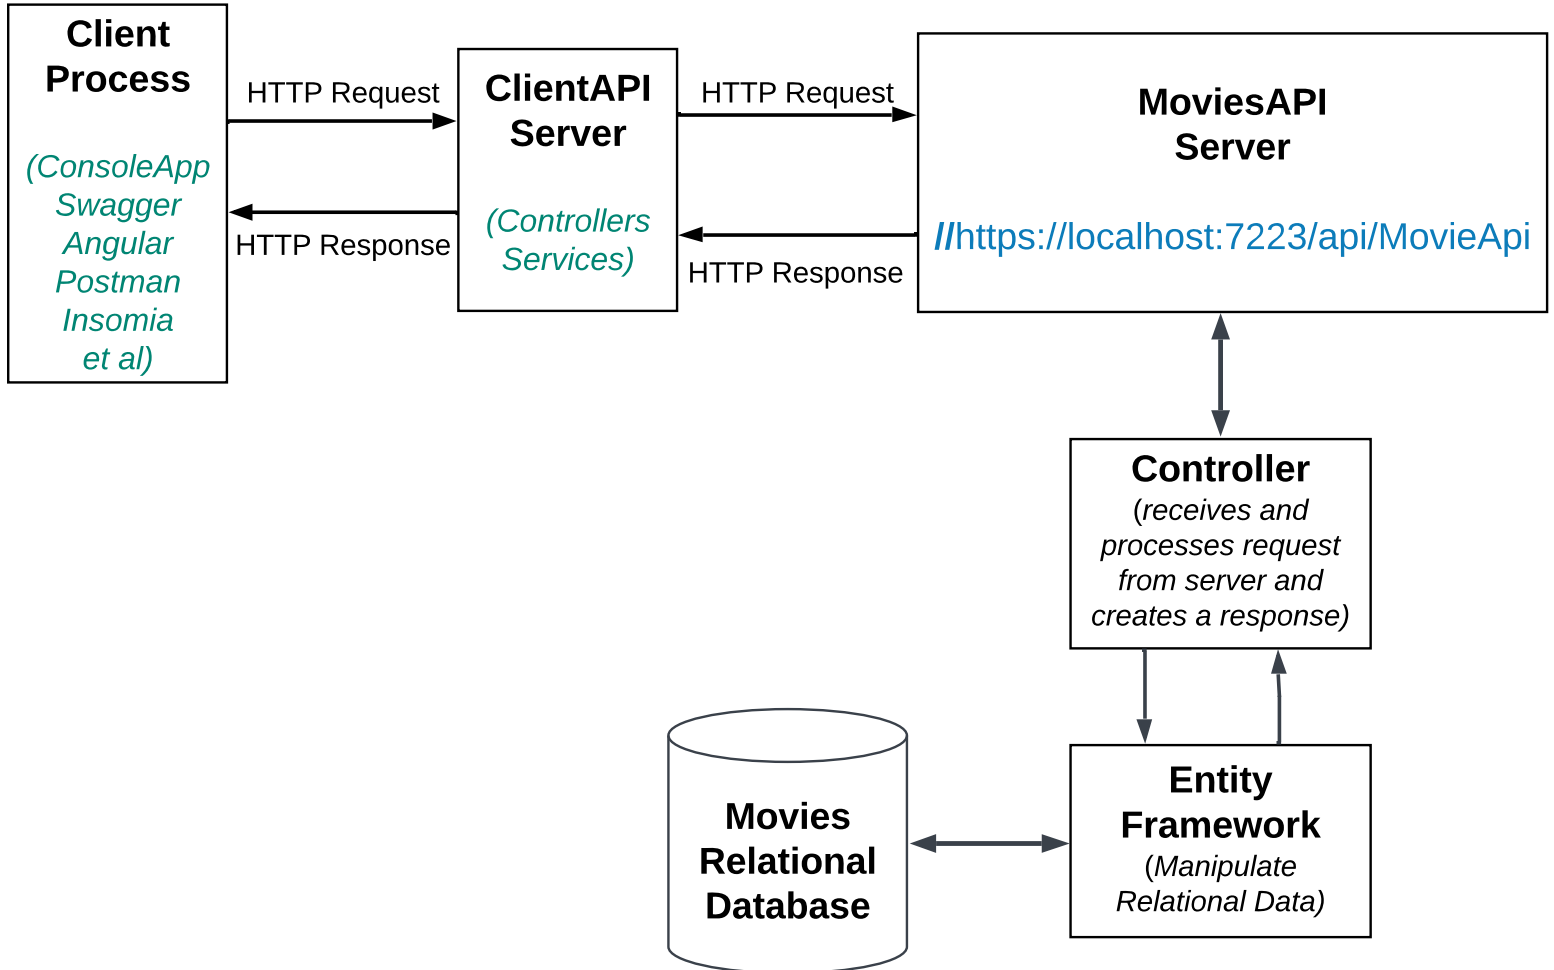 Client
Process
(ConsoleApp
Swagger
Angular
Postman
Insomia
et al)
HTTP Request
HTTP Response
ClientAPI
Server
(Controllers
Services)
HTTP Request
HTTP Response
MoviesAPI
Server
//https://localhost:7223/api/MovieApi
Controller
(receives and
processes request
from server and
creates a response)
Entity
Framework
(Manipulate
Relational Data)
Movies
Relational
Database